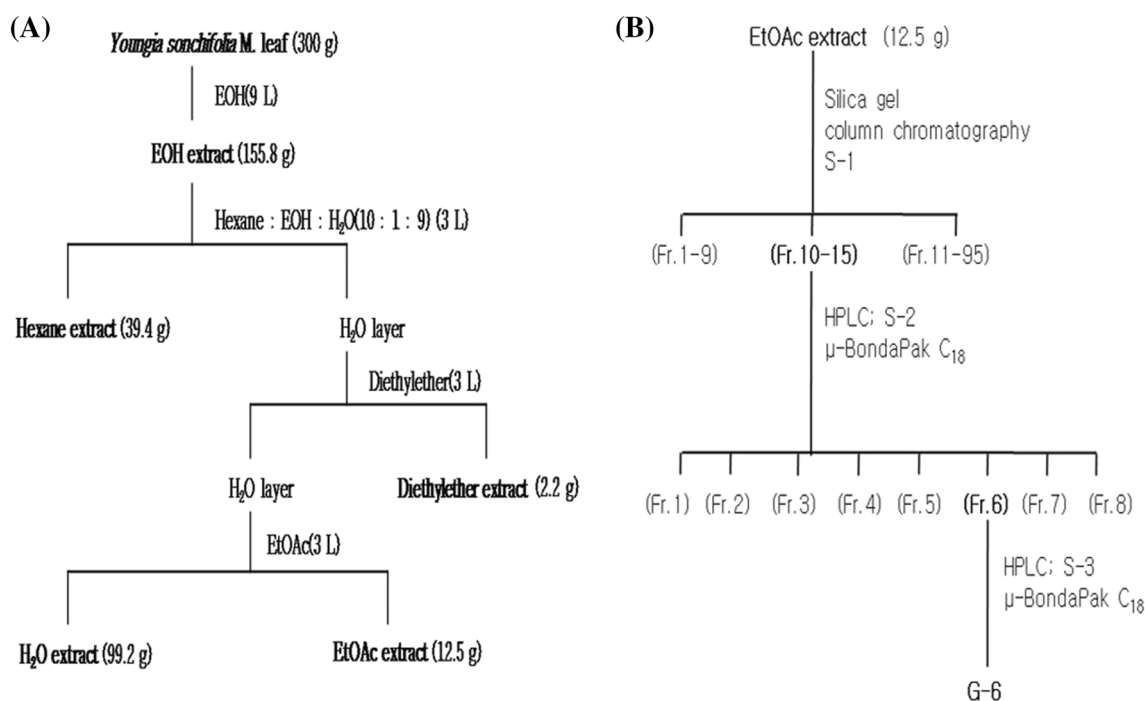 (A)
Youngia sonchifolia M. leaf (300 g)
EOH(9 L)
EOH extract (155.8 g)
Hexane : EOH : H₂O(10 : 1 : 9) (3 L)
Hexane extract (39.4 g)
H₂O layer
Diethylether(3 L)
H₂O layer
Diethylether extract (2.2 g)
EtOAc(3 L)
H₂O extract (99.2 g)
EtOAc extract (12.5 g)
(B)
EtOAc extract (12.5 g)
Silica gel
column chromatography
S-1
(Fr.1-9)
(Fr.10-15)
(Fr.11-95)
HPLC; S-2
μ-BondaPak C₁₈
(Fr.1)
(Fr.2)
(Fr.3)
(Fr.4)
(Fr.5)
(Fr.6)
(Fr.7)
(Fr.8)
HPLC; S-3
μ-BondaPak C₁₈
G-6